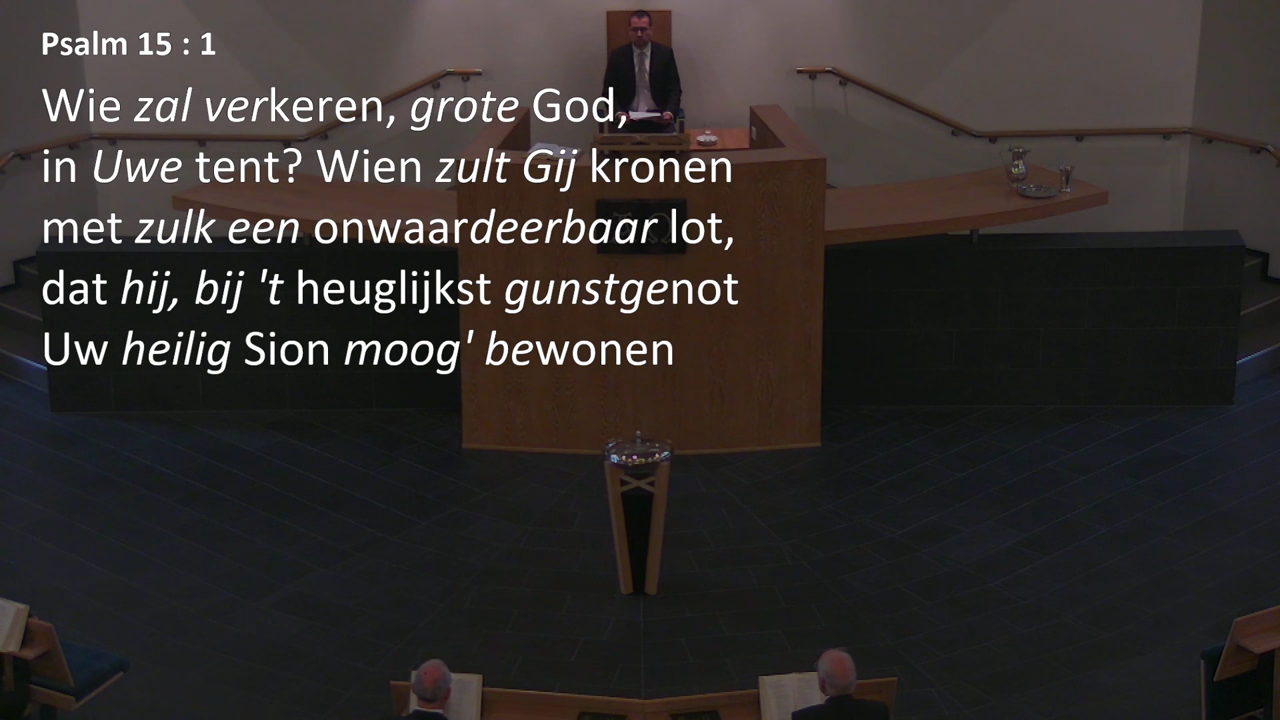 Psalm 15 : 1
Wie zal verkeren, grote God,
in Uwe tent? Wien zult Gij kronen
met zulk een onwaardeerbaar lot,
dat hij, bij 't heuglijkst gunstgenot
Uw heilig Sion moog' bewonen